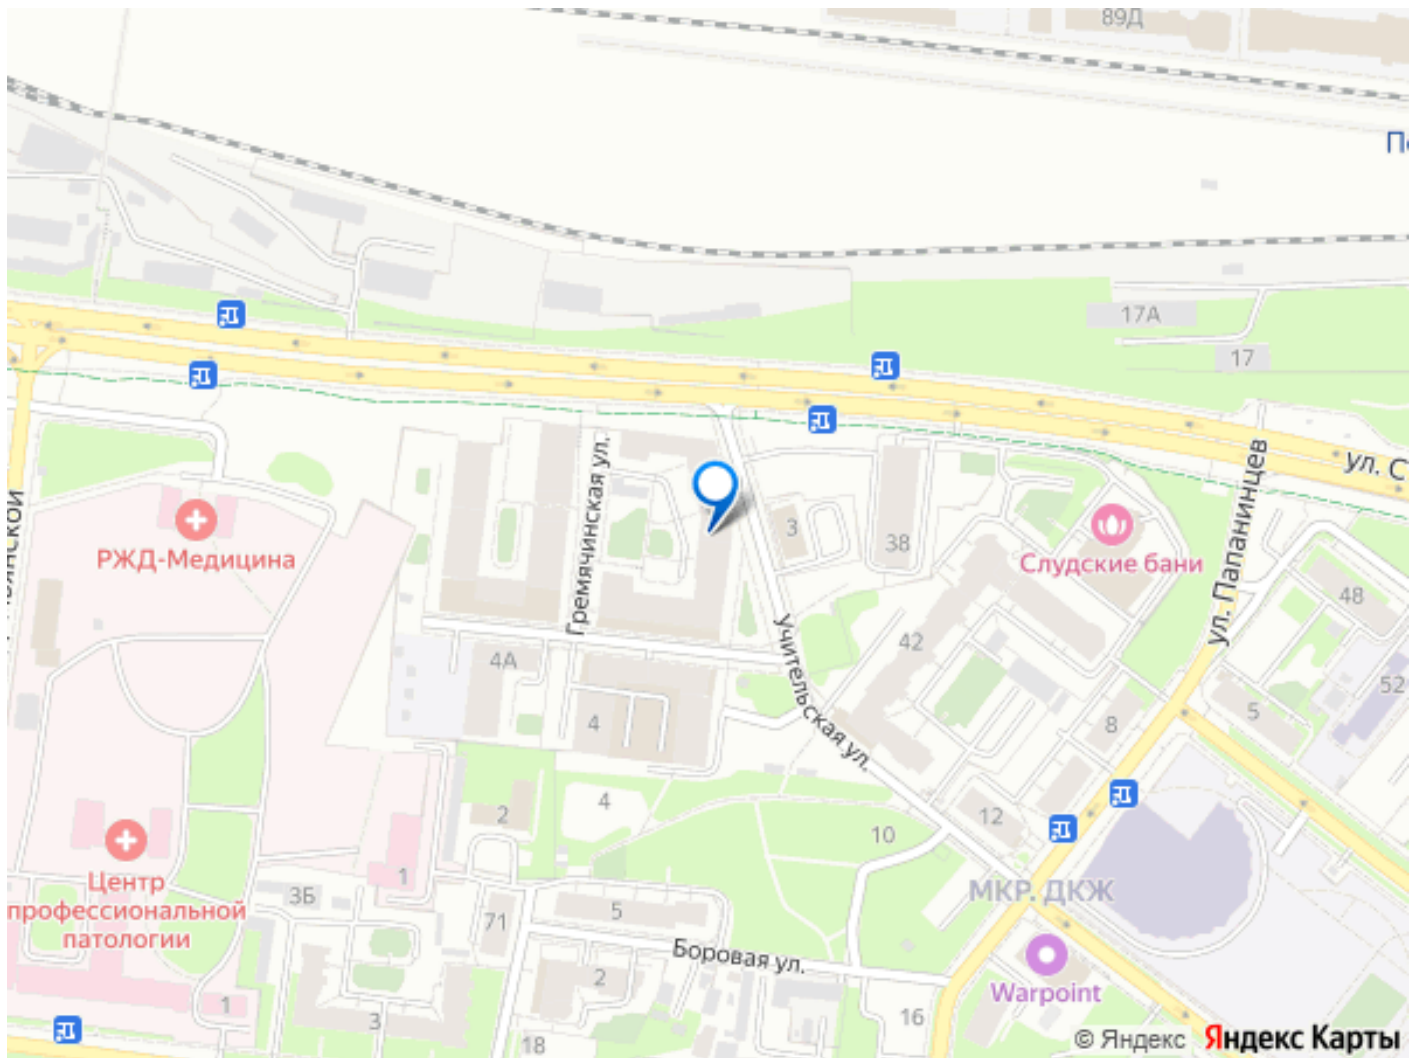 89Д
17А
17
ул. С
ул. Папанинцев
Гремячинская ул.
РЖД-Медицина
3
38
Слудские бани
48
42
4А
Учительская ул.
52
5
8
4
4
2
12
10
Центр
профессиональной
патологии
1
3Б
МКР. ДКЖ
5
71
Боровая ул.
2
Warpoint
1
3
16
18
© Яндекс Яндекс Карты